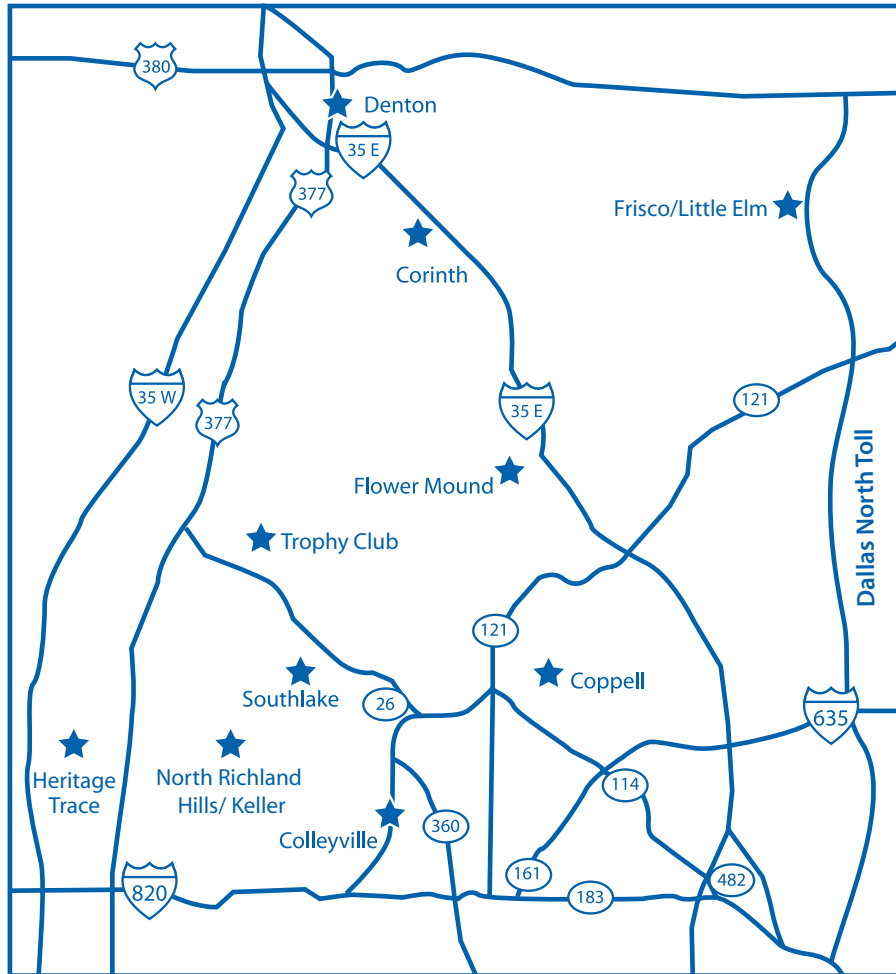 380
Denton
35 E
377
Frisco/Little Elm
Corinth
35 W
121
35 E
377
Dallas North Toll
Flower Mound
Trophy Club
121
Southlake
Coppell
26
635
Heritage
Trace
North Richland
Hills/ Keller
114
Colleyville
360
161
482
820
183